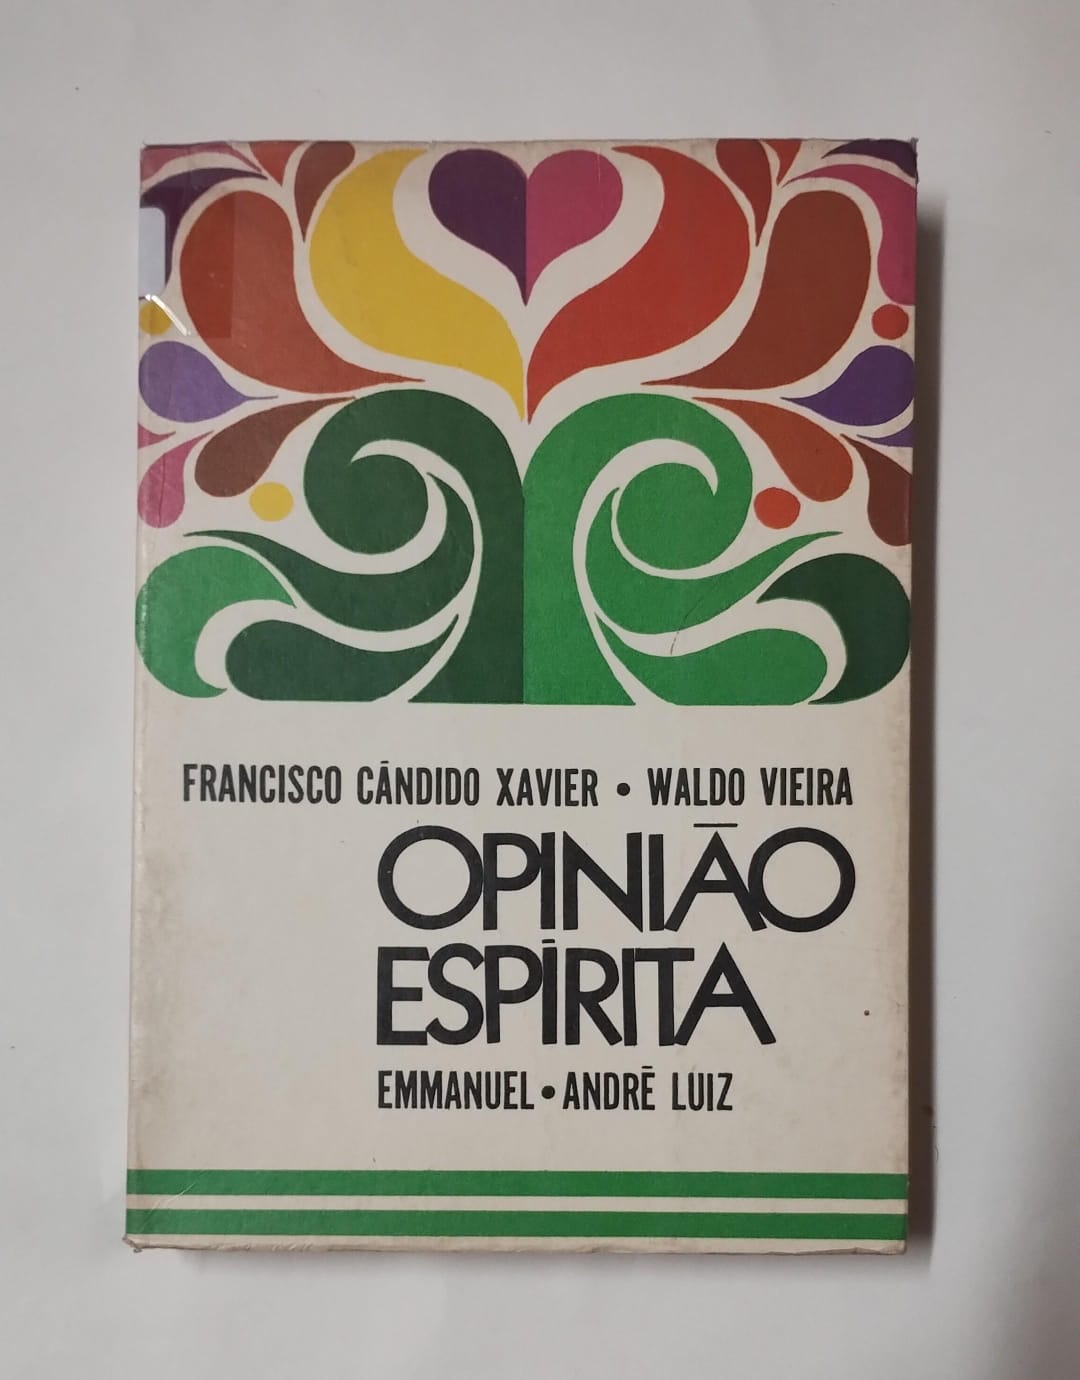 FRANCISCO CÂNDIDO XAVIER • WALDO VIEIRA
OPINIÃO
ESPÍRITA
EMMANUEL • ANDRÉ LUIZ